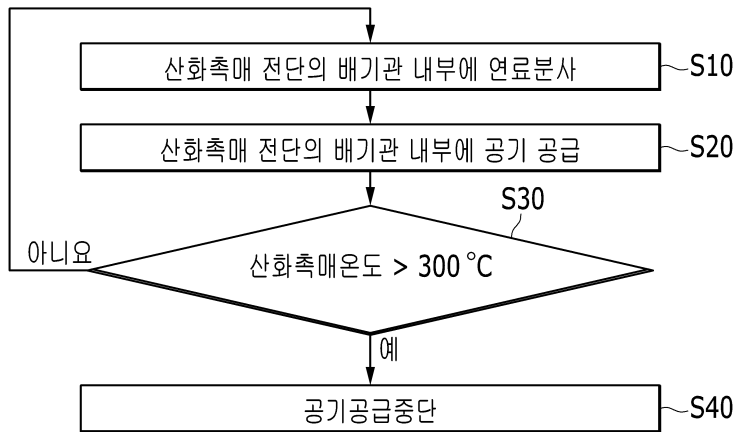 산화촉매 전단의 배기관 내부에 연료분사
S10
산화촉매 전단의 배기관 내부에 공기 공급
S20
S30
산화촉매온도 > 300 °C
아니요
예
공기공급중단
S40